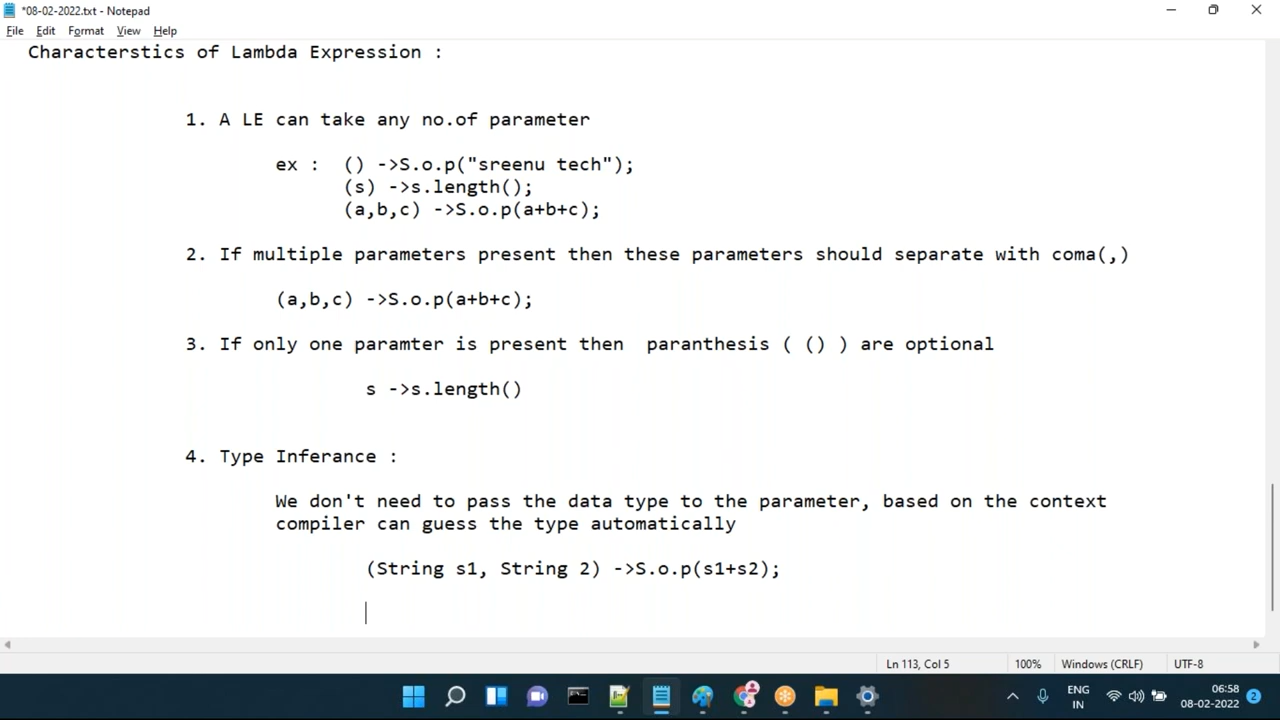 *08-02-2022.txt - Notepad
File Edit Format View Help
Characterstics of Lambda Expression :
1. A LE can take any no.of parameter
ex : () ->S.o.p("sreenu tech");
(s) ->s.length();
(a,b,c) ->S.o.p(a+b+c);
2. If multiple parameters present then these parameters should separate with coma(,)
(a,b,c) ->S.o.p(a+b+c);
3. If only one paramter is present then  paranthesis ( () ) are optional
s ->s.length()
4. Type Inferance :
We don't need to pass the data type to the parameter, based on the context
compiler can guess the type automatically
(String s1, String 2) ->S.o.p(s1+s2);
Ln 113, Col 5 100% Windows (CRLF) UTF-8
ENG 06:58
IN 08-02-2022 2